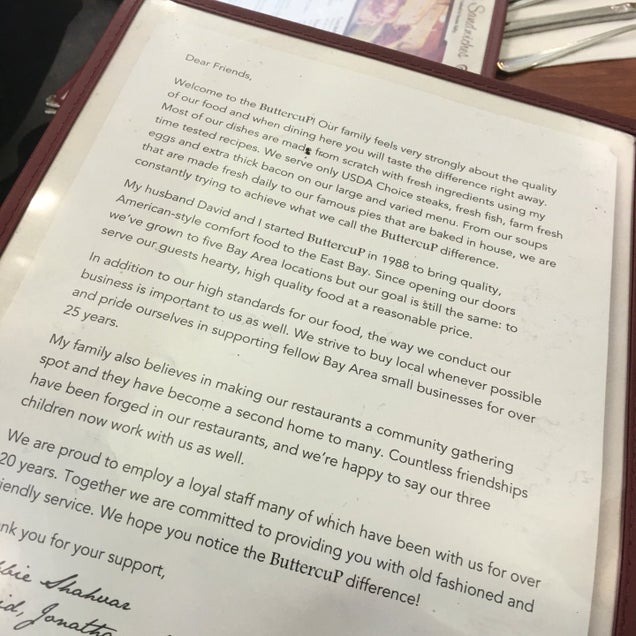 Sandwiches
Dear Friends,
Welcome to the ButtercuP! Our family feels very strongly about the quality
of our food and when dining here you will taste the difference right away.
Most of our dishes are made from scratch with fresh ingredients using my
time tested recipes. We serve only USDA Choice steaks, fresh fish, farm fresh
eggs and extra thick bacon on our large and varied menu. From our soups
that are made fresh daily to our famous pies that are baked in house, we are
constantly trying to achieve what we call the ButtercuP difference.
My husband David and I started ButtercuP in 1988 to bring quality,
American-style comfort food to the East Bay. Since opening our doors
we've grown to five Bay Area locations but our goal is still the same: to
serve our guests hearty, high quality food at a reasonable price.
In addition to our high standards for our food, the way we conduct our
business is important to us as well. We strive to buy local whenever possible
and pride ourselves in supporting fellow Bay Area small businesses for over
25 years.
My family also believes in making our restaurants a community gathering
spot and they have become a second home to many. Countless friendships
have been forged in our restaurants, and we're happy to say our three
children now work with us as well.
We are proud to employ a loyal staff many of which have been with us for over
20 years. Together we are committed to providing you with old fashioned and
iendly service. We hope you notice the ButtercuP difference!
nk you for your support,
bie Shahvar
id, Jonatha